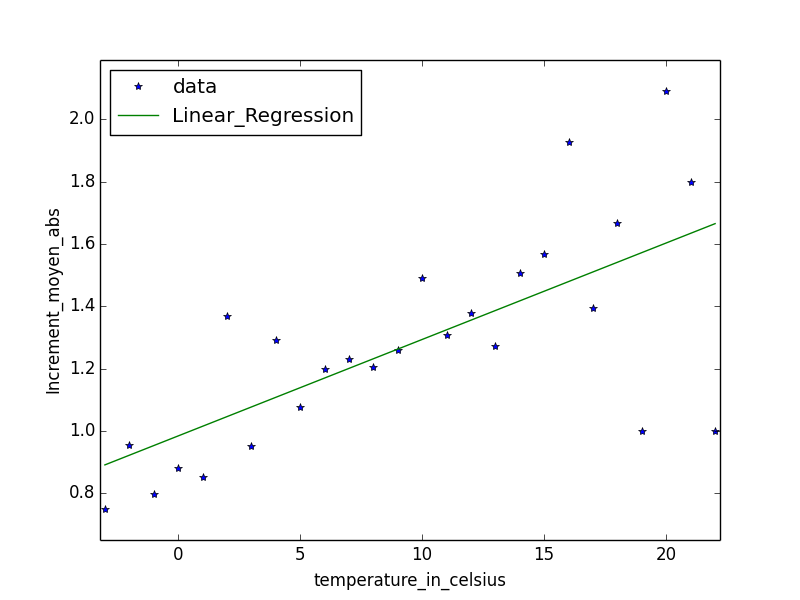 data
Linear_Regression
2.0
1.8
1.6
1.4
1.2
1.0
0.8
Increment_moyen_abs
0 5 10 15 20
temperature_in_celsius